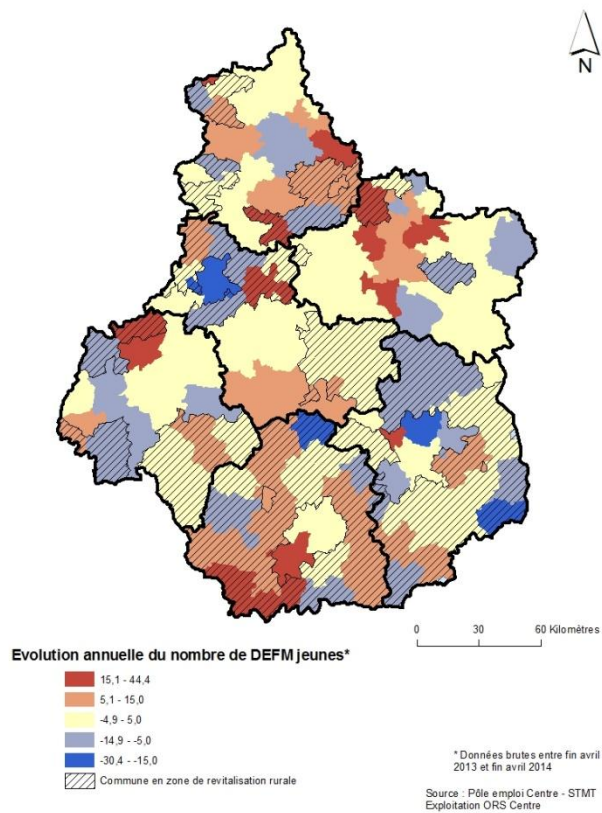 N
0 30 60 Kilomètres
Evolution annuelle du nombre de DEFM jeunes*
15,1 - 44,4
5,1 - 15,0
-4,9 - 5,0
-14,9 - -5,0
-30,4 - -15,0
Commune en zone de revitalisation rurale
* Données brutes entre fin avril
2013 et fin avril 2014
Source : Pôle emploi Centre - STMT
Exploitation ORS Centre